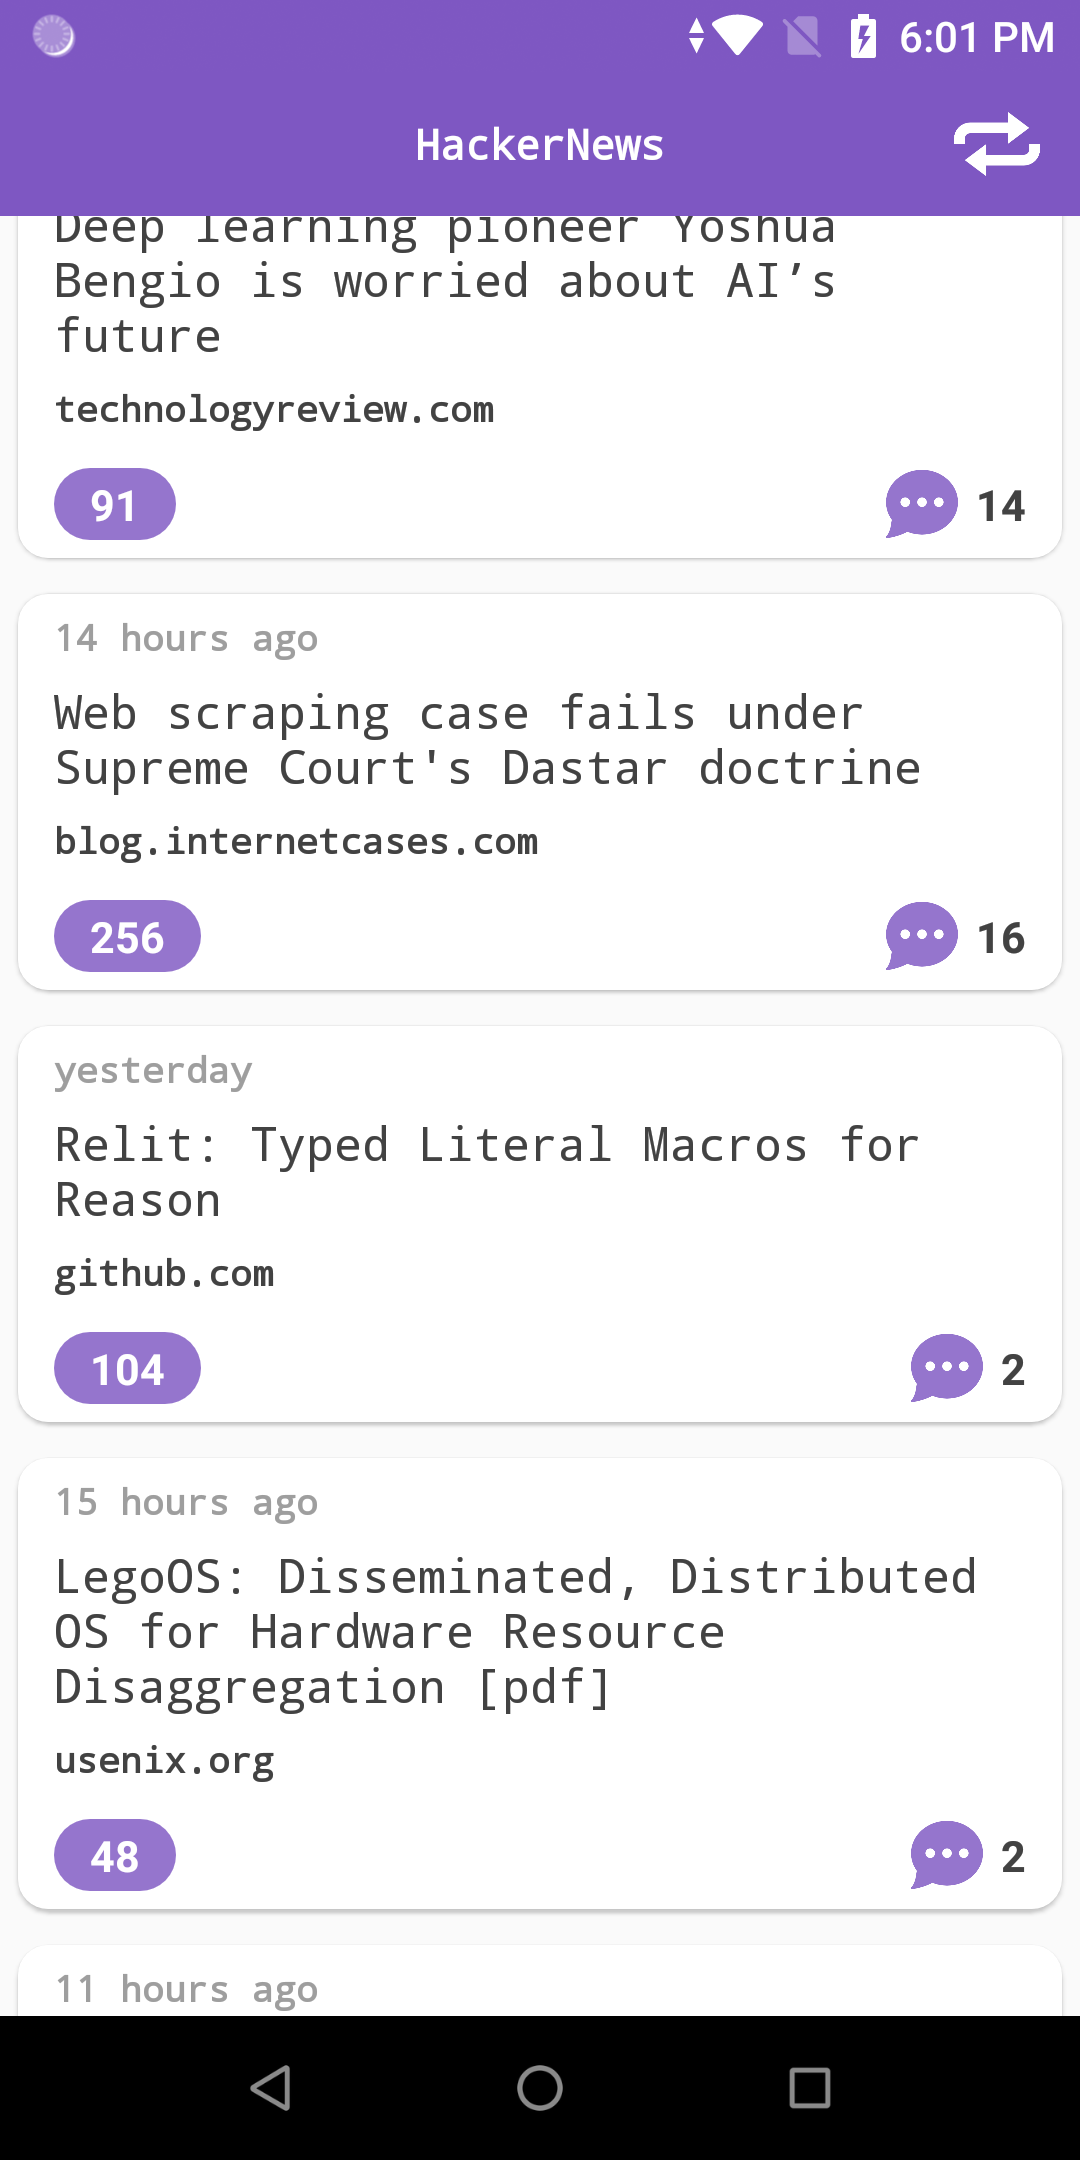 6:01 PM
HackerNews
Deep learning pioneer Yoshua
Bengio is worried about AI’s
future
technologyreview.com
91
14
14 hours ago
Web scraping case fails under
Supreme Court's Dastar doctrine
blog.internetcases.com
256
16
yesterday
Relit: Typed Literal Macros for
Reason
github.com
104
2
15 hours ago
LegoOS: Disseminated, Distributed
OS for Hardware Resource
Disaggregation [pdf]
usenix.org
48
2
11 hours ago